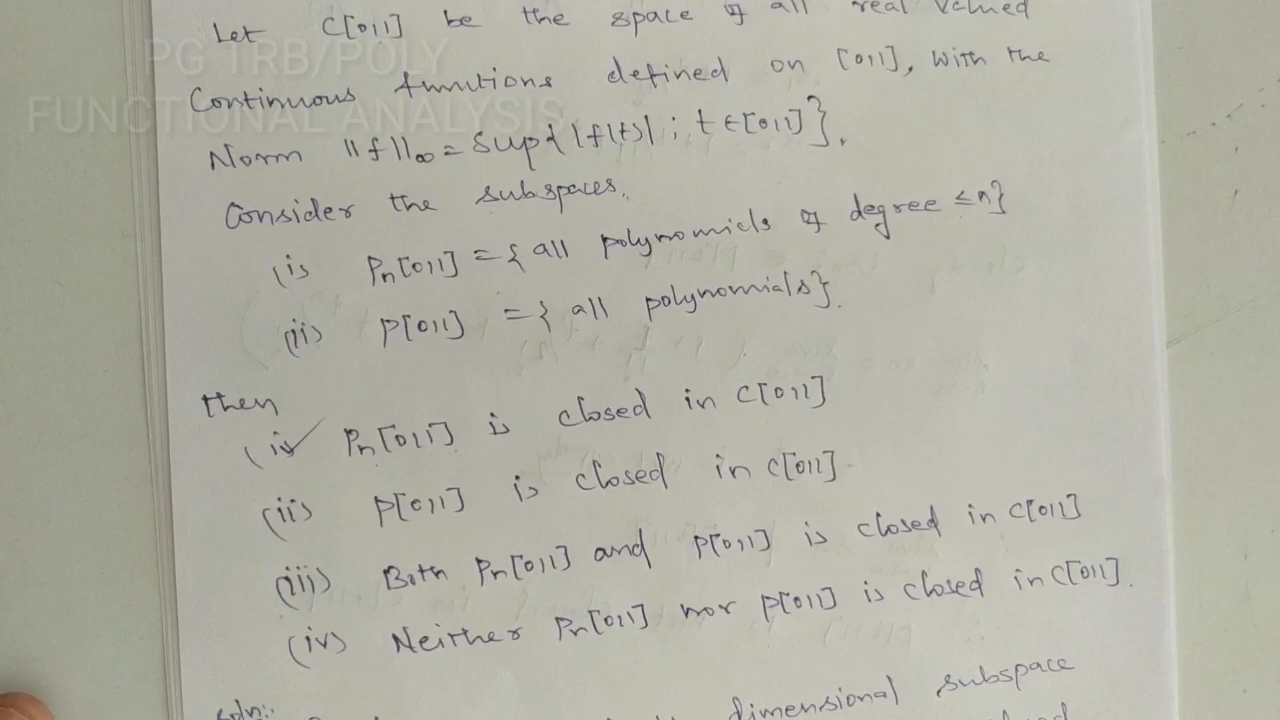 Let C[0,1] be the space of all real valued
PG TRB/POLY
Continuous functions defined on [0,1], with the
FUNCTIONAL ANALYSIS
Norm ||f||∞ = Sup{|f(t)| ; t ∈ [0,1]}.
Consider the subspaces.
(i) Pn[0,1] = { all polynomials of degree ≤ n}
(ii) P[0,1] = { all polynomials}.
then
(i) ✓ Pn[0,1] is closed in C[0,1]
(ii) P[0,1] is closed in C[0,1]
(iii) Both Pn[0,1] and P[0,1] is closed in C[0,1]
(iv) Neither Pn[0,1] nor P[0,1] is closed in C[0,1].
Soln:. dimensional subspace